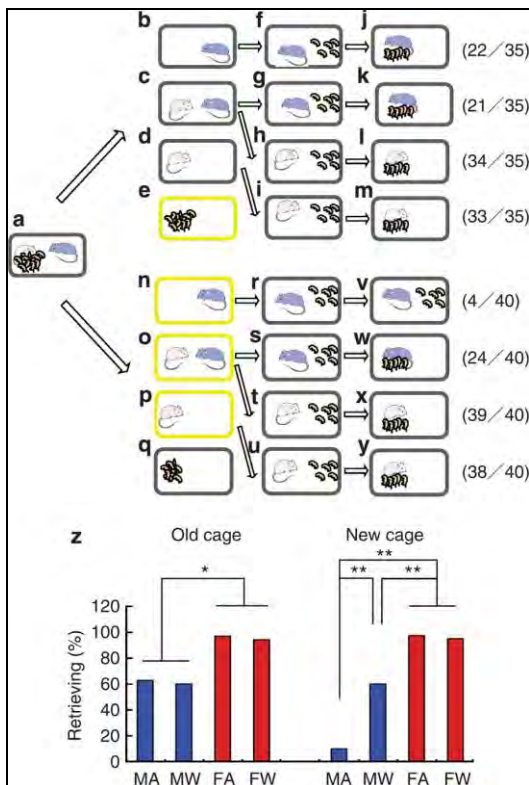 b f j
(22／35)
c g k
(21／35)
d h l
(34／35)
e i m
(33／35)
a
n r v
(4／40)
o s w
(24／40)
p t x
(39／40)
q u y
(38／40)
z Old cage New cage
**
* ** **
Retrieving (%)
120
100
80
60
40
20
0
MA MW FA FW MA MW FA FW